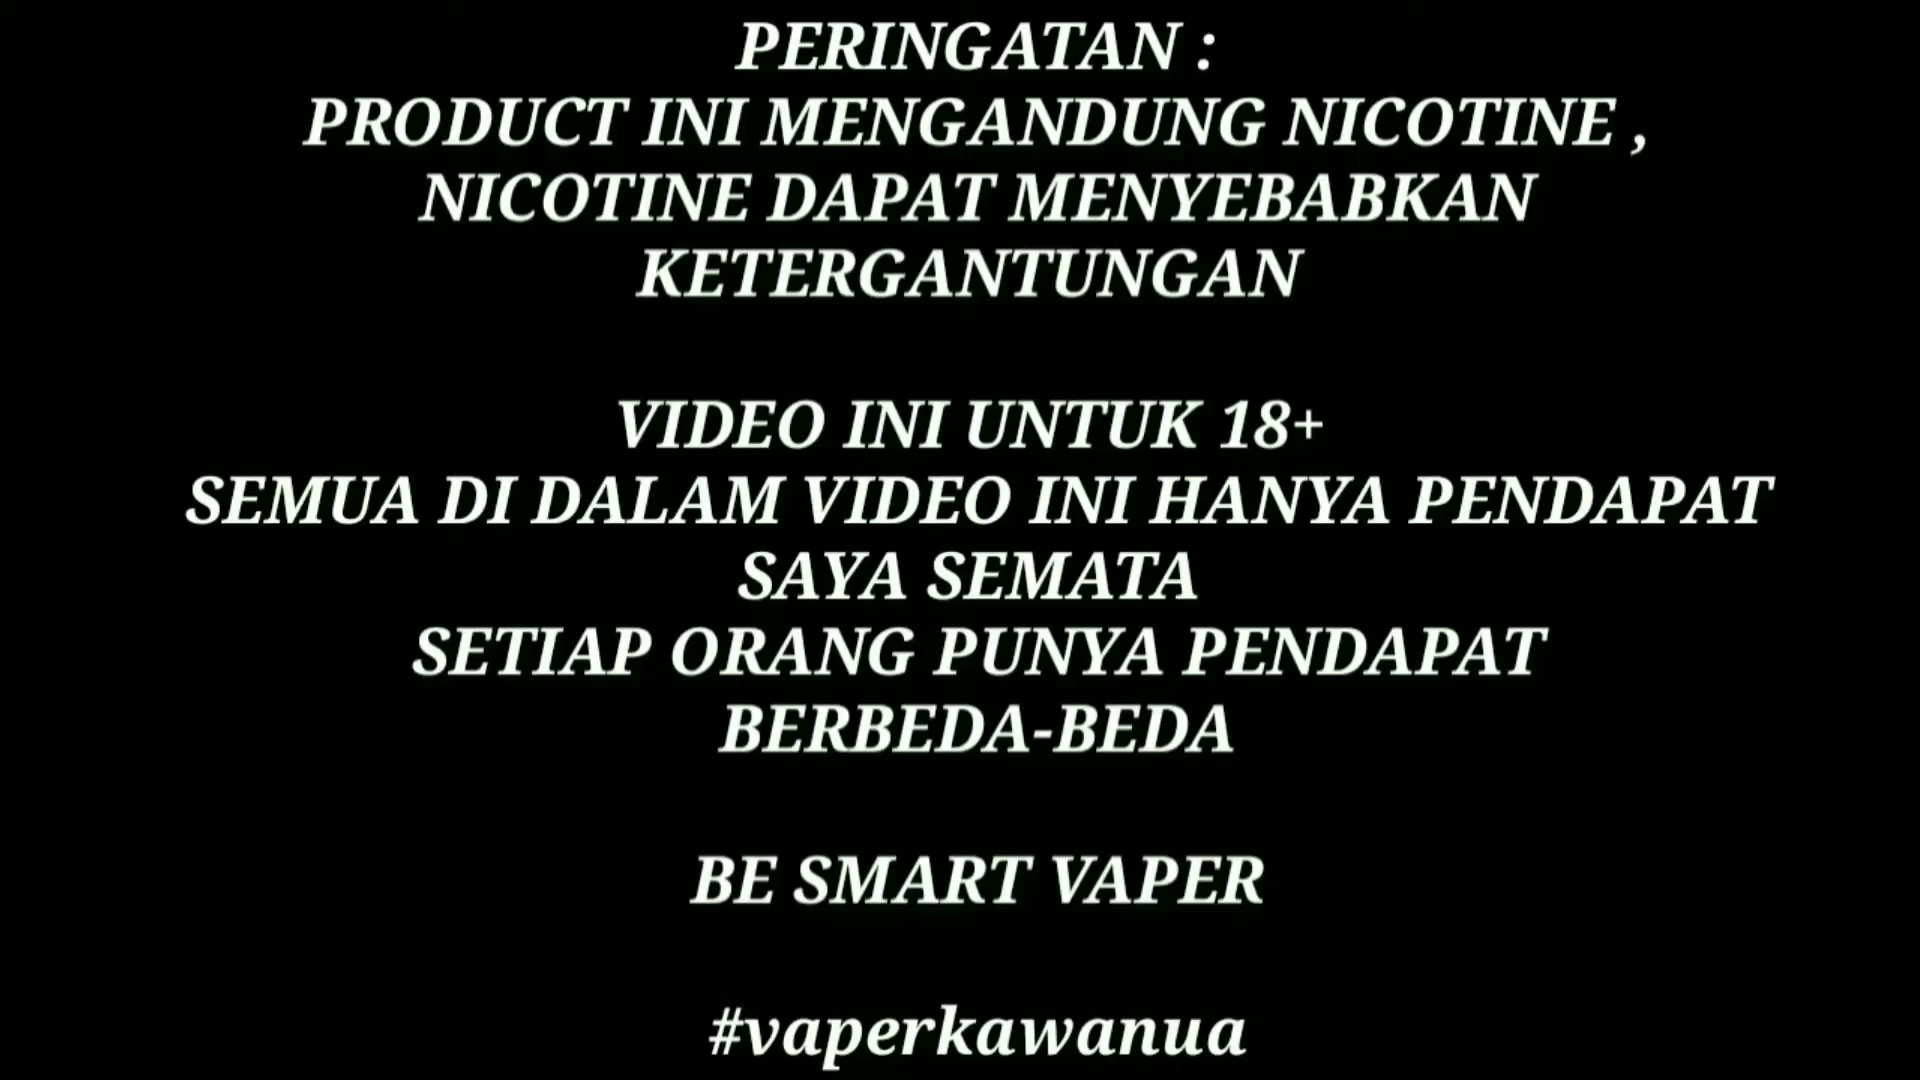 PERINGATAN :
PRODUCT INI MENGANDUNG NICOTINE ,
NICOTINE DAPAT MENYEBABKAN
KETERGANTUNGAN
VIDEO INI UNTUK 18+
SEMUA DI DALAM VIDEO INI HANYA PENDAPAT
SAYA SEMATA
SETIAP ORANG PUNYA PENDAPAT
BERBEDA-BEDA
BE SMART VAPER
#vaperkawanua